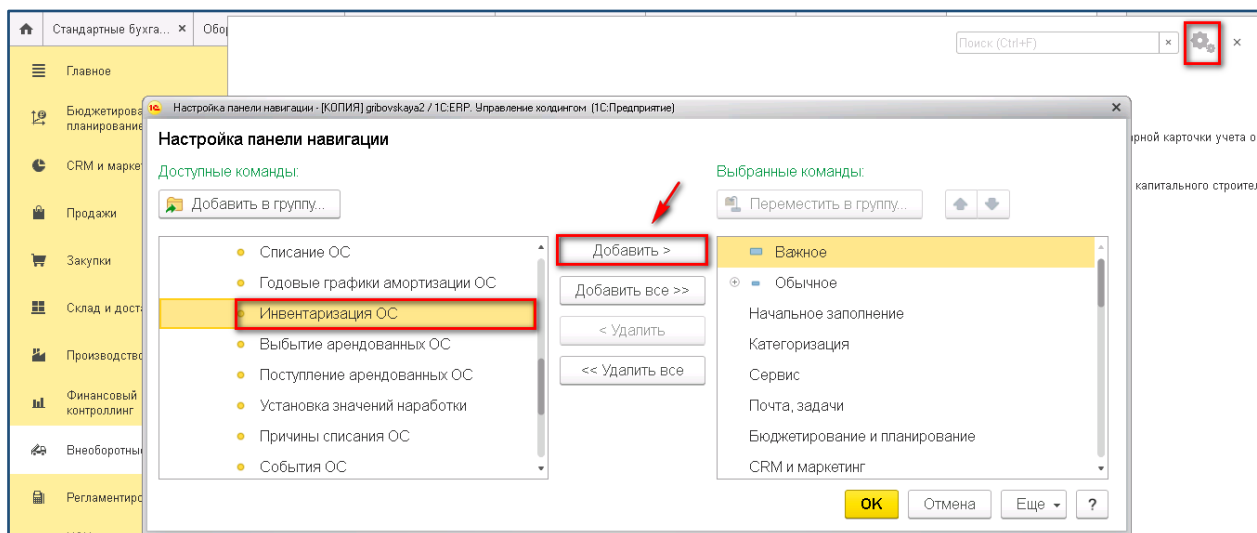 Стандартные бухга... × Обор
Поиск (Ctrl+F) × ×
Главное
Бюджетирова
планирование
1С Настройка панели навигации - [КОПИЯ] gribovskaya2 / 1С:ERP. Управление холдингом (1С:Предприятие) ×
Настройка панели навигации
рной карточки учета о
CRM и марке
Доступные команды:
Выбранные команды:
капитального строител
Продажи
Добавить в группу...
Переместить в группу...
Закупки
Склад и дост
Производство
Финансовый
контроллинг
Внеоборотны
Регламентиро
Списание ОС
Годовые графики амортизации ОС
Инвентаризация ОС
Выбытие арендованных ОС
Поступление арендованных ОС
Установка значений наработки
Причины списания ОС
События ОС
Добавить >
Добавить все >>
< Удалить
<< Удалить все
Важное
Обычное
Начальное заполнение
Категоризация
Сервис
Почта, задачи
Бюджетирование и планирование
CRM и маркетинг
OK Отмена Еще ?